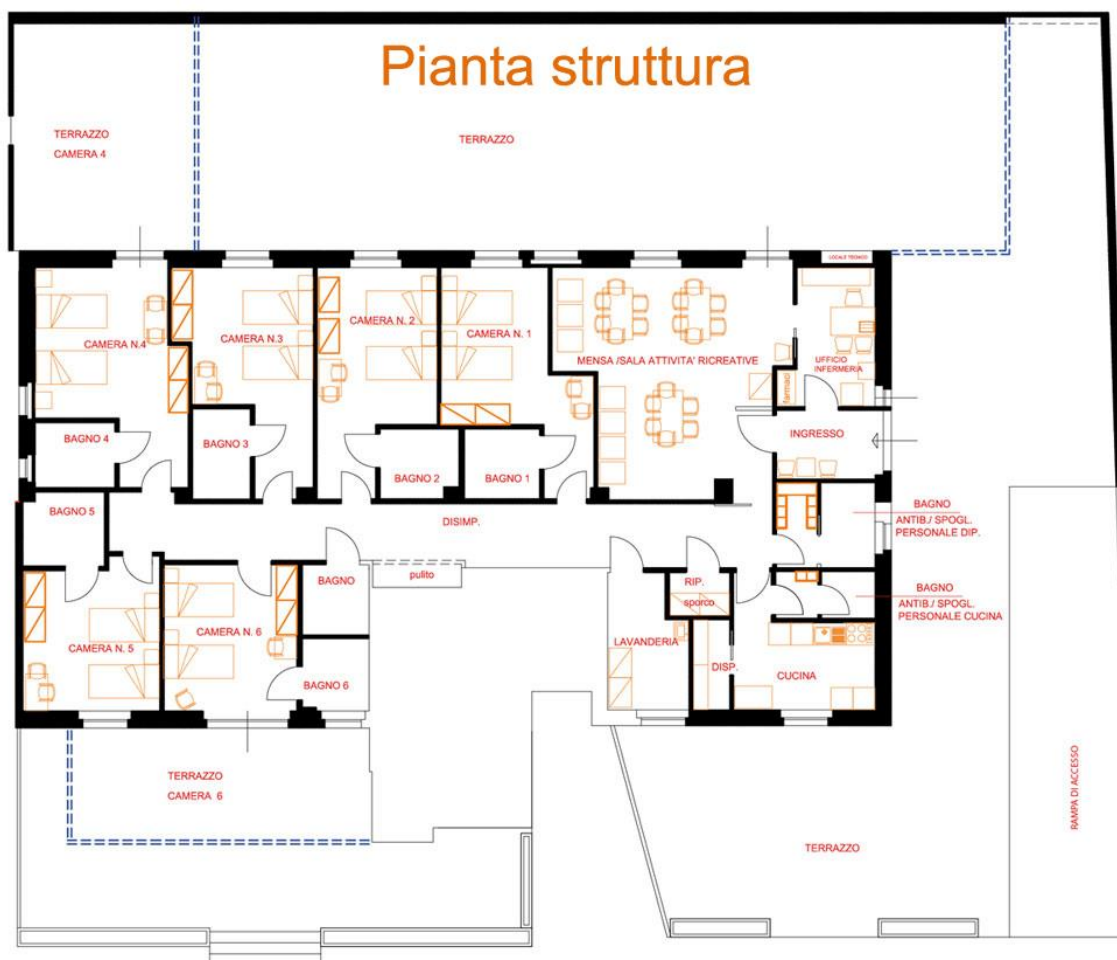 Pianta struttura
TERRAZZO
CAMERA 4
TERRAZZO
LOCALE TECNICO
CAMERA N.4
CAMERA N.3
CAMERA N. 2
CAMERA N. 1
MENSA /SALA ATTIVITA' RICREATIVE
UFFICIO
INFERMERIA
farmaci
BAGNO 4
BAGNO 3
BAGNO 2
BAGNO 1
INGRESSO
BAGNO 5
DISIMP.
BAGNO
ANTIB./ SPOGL.
PERSONALE DIP.
pulito
BAGNO
RIP.
sporco
BAGNO
ANTIB./ SPOGL.
PERSONALE CUCINA
CAMERA N. 5
CAMERA N. 6
BAGNO 6
LAVANDERIA
DISP.
CUCINA
TERRAZZO
CAMERA 6
TERRAZZO
RAMPA DI ACCESSO